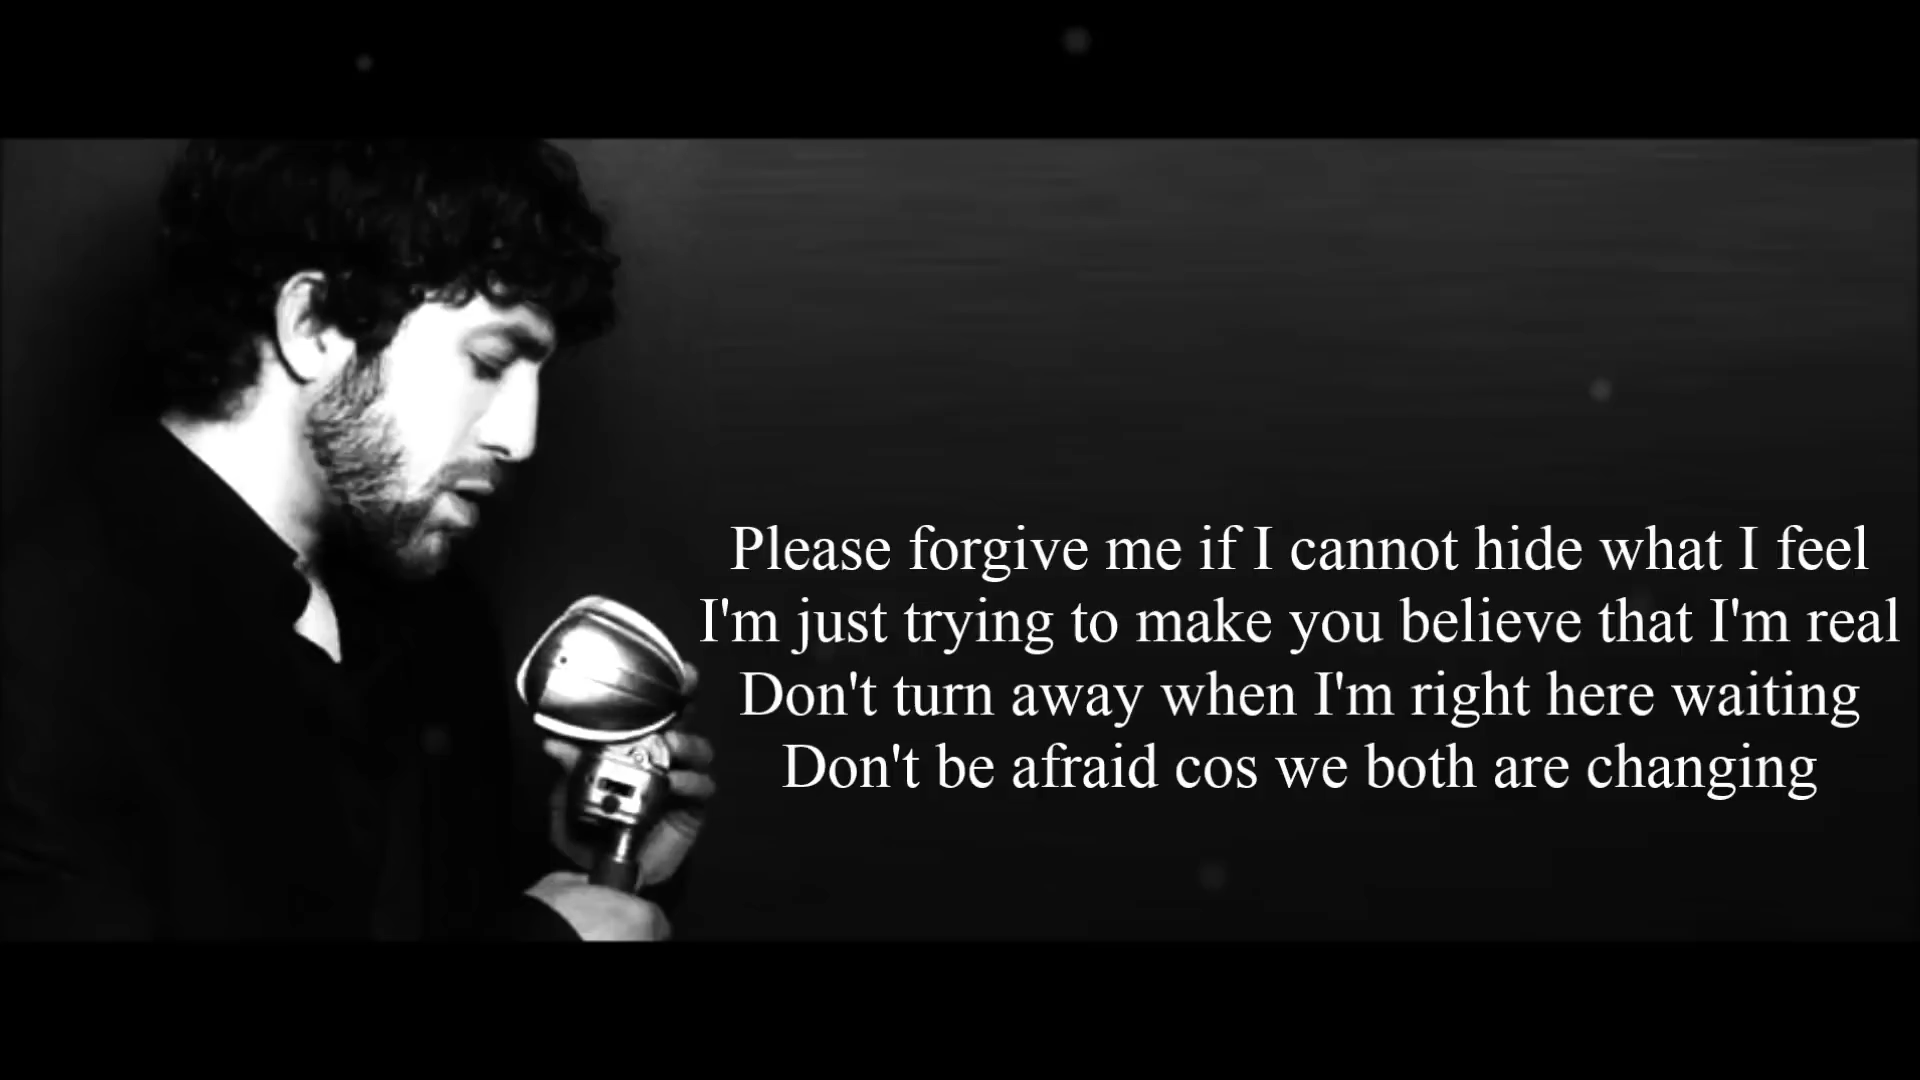 Please forgive me if I cannot hide what I feel
I'm just trying to make you believe that I'm real
Don't turn away when I'm right here waiting
Don't be afraid cos we both are changing